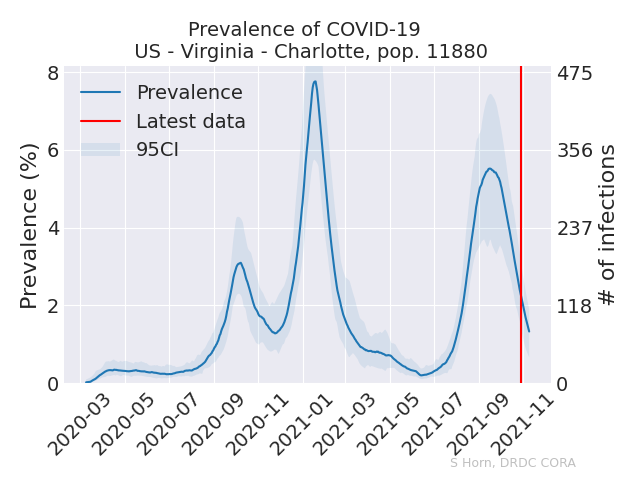 Prevalence of COVID-19
US - Virginia - Charlotte, pop. 11880
Prevalence
Latest data
95CI
Prevalence (%)
8
6
4
2
0
475
356
237
118
0
# of infections
2020-03
2020-05
2020-07
2020-09
2020-11
2021-01
2021-03
2021-05
2021-07
2021-09
2021-11
S Horn, DRDC CORA